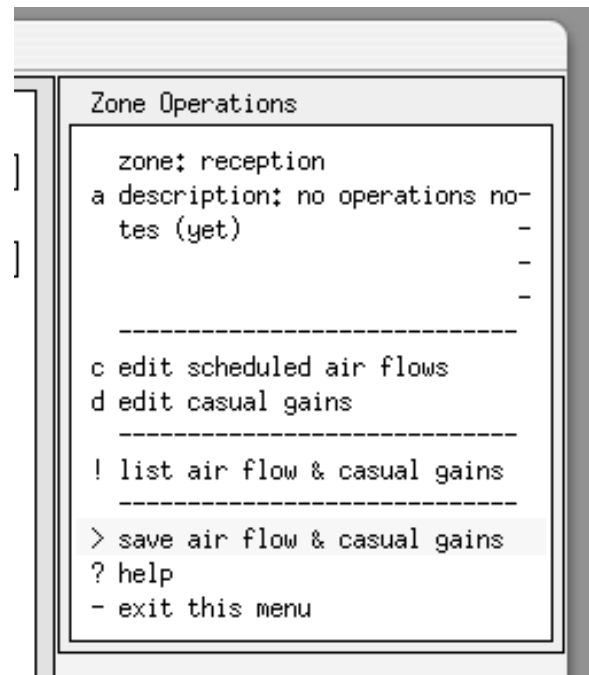 Zone Operations
zone: reception
a description: no operations no-
tes (yet) -
-
-
------------------------------
c edit scheduled air flows
d edit casual gains
------------------------------
! list air flow & casual gains
------------------------------
> save air flow & casual gains
? help
- exit this menu
]
]